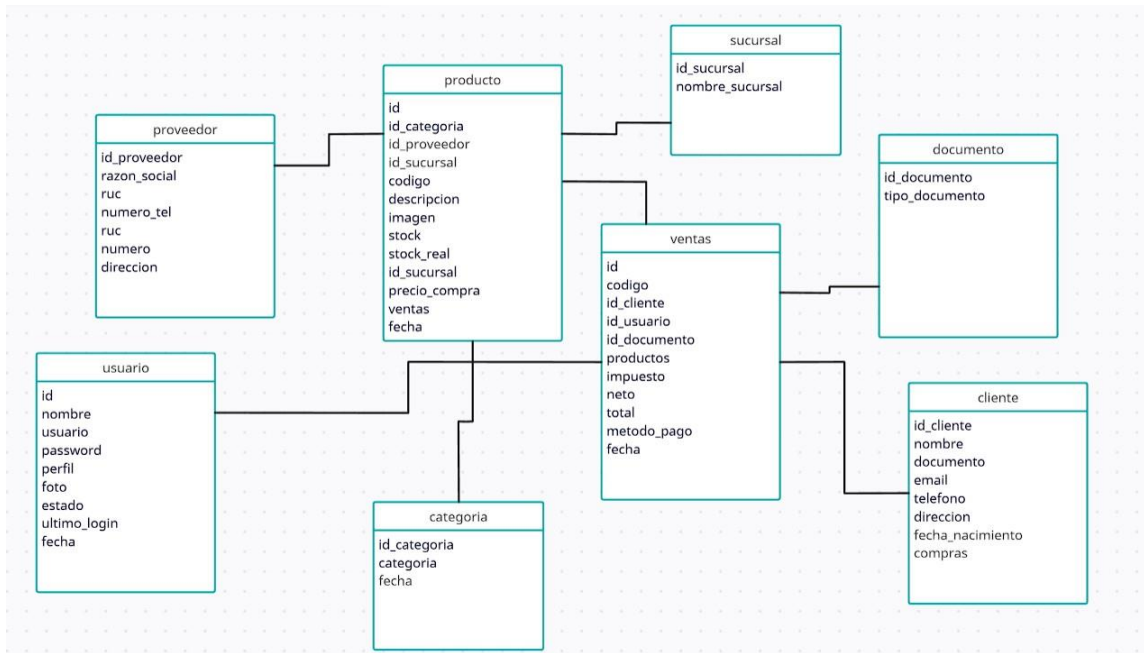 sucursal
id_sucursal
nombre_sucursal
producto
id
id_categoria
id_proveedor
id_sucursal
codigo
descripcion
imagen
stock
stock_real
id_sucursal
precio_compra
ventas
fecha
proveedor
id_proveedor
razon_social
ruc
numero_tel
ruc
numero
direccion
documento
id_documento
tipo_documento
ventas
id
codigo
id_cliente
id_usuario
id_documento
productos
impuesto
neto
total
metodo_pago
fecha
usuario
id
nombre
usuario
password
perfil
foto
estado
ultimo_login
fecha
cliente
id_cliente
nombre
documento
email
telefono
direccion
fecha_nacimiento
compras
categoria
id_categoria
categoria
fecha